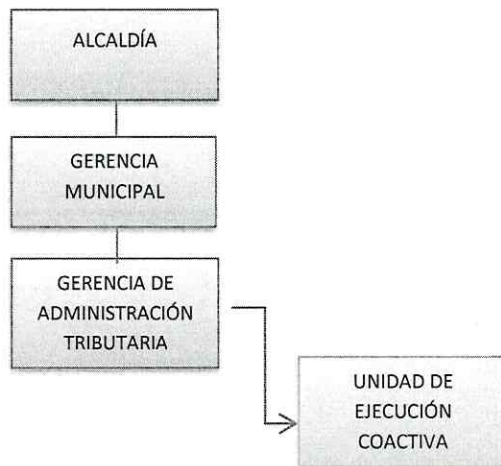 ALCALDÍA
GERENCIA
MUNICIPAL
GERENCIA DE
ADMINISTRACIÓN
TRIBUTARIA
UNIDAD DE
EJECUCIÓN
COACTIVA